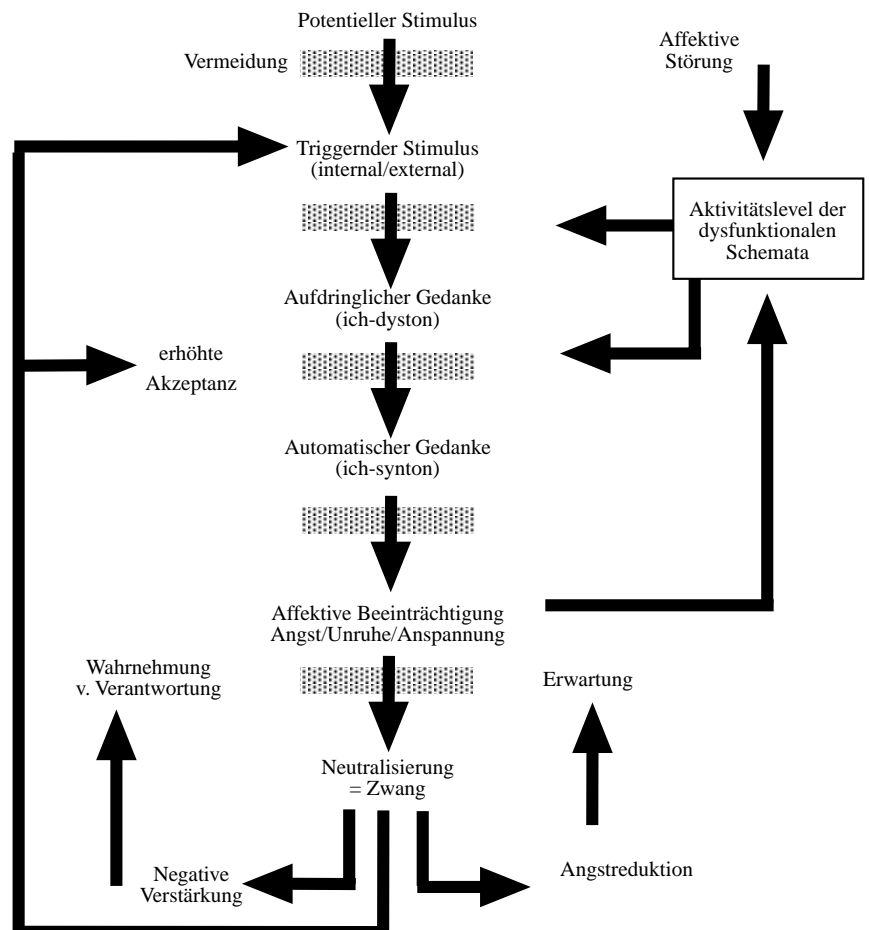 Potentieller Stimulus
Vermeidung
Affektive
Störung
Triggernder Stimulus
(internal/external)
Aktivitätslevel der
dysfunktionalen
Schemata
Aufdringlicher Gedanke
(ich-dyston)
erhöhte
Akzeptanz
Automatischer Gedanke
(ich-synton)
Affektive Beeinträchtigung
Angst/Unruhe/Anspannung
Wahrnehmung
v. Verantwortung
Erwartung
Neutralisierung
= Zwang
Negative
Verstärkung
Angstreduktion